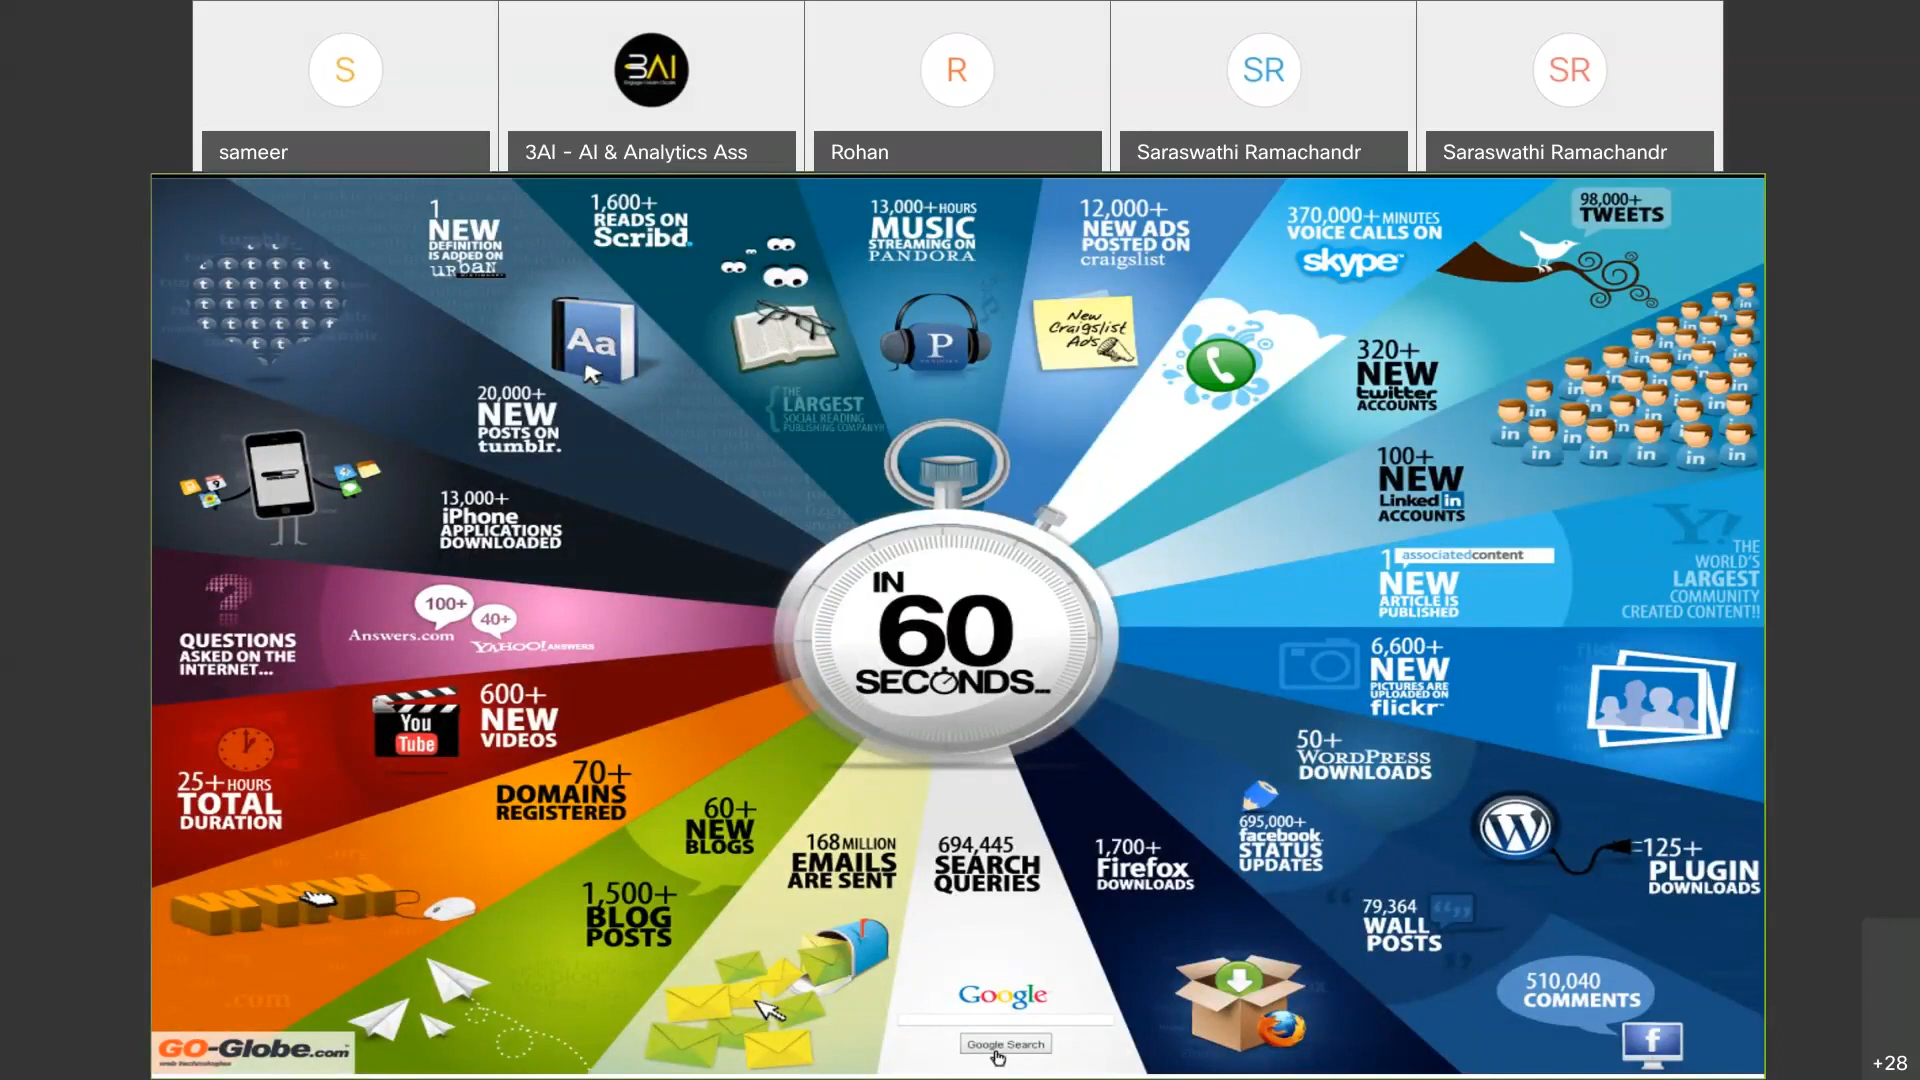 S
3AI
R
SR
SR
sameer
3AI - AI & Analytics Ass
Rohan
Saraswathi Ramachandr
Saraswathi Ramachandr
1
NEW
DEFINITION
IS ADDED ON
urban
1,600+
READS ON
Scribd.
THE
LARGEST
SOCIAL READING
PUBLISHING COMPANY!!
13,000+ HOURS
MUSIC
STREAMING ON
PANDORA
P
12,000+
NEW ADS
POSTED ON
craigslist
New
Craigslist
Ads
370,000+ MINUTES
VOICE CALLS ON
skype
98,000+
TWEETS
320+
NEW
twitter
ACCOUNTS
100+
NEW
Linked in
ACCOUNTS
1 associatedcontent
NEW
ARTICLE IS
PUBLISHED
Y!
THE
WORLD'S
LARGEST
COMMUNITY
CREATED CONTENT!!
6,600+
NEW
PICTURES ARE
UPLOADED ON
flickr
50+
WORDPRESS
DOWNLOADS
125+
PLUGIN
DOWNLOADS
695,000+
facebook
STATUS
UPDATES
79,364
WALL
POSTS
510,040
COMMENTS
f
1,700+
Firefox
DOWNLOADS
694,445
SEARCH
QUERIES
Google
Google Search
168 MILLION
EMAILS
ARE SENT
60+
NEW
BLOGS
1,500+
BLOG
POSTS
70+
DOMAINS
REGISTERED
WWW
.com
600+
NEW
VIDEOS
You
Tube
25+ HOURS
TOTAL
DURATION
QUESTIONS
ASKED ON THE
INTERNET...
100+
Answers.com
40+
YAHOO! ANSWERS
13,000+
iPhone
APPLICATIONS
DOWNLOADED
20,000+
NEW
POSTS ON
tumblr.
Aa
IN
60
SECONDS...
GO-Globe.com
web technologies
+28